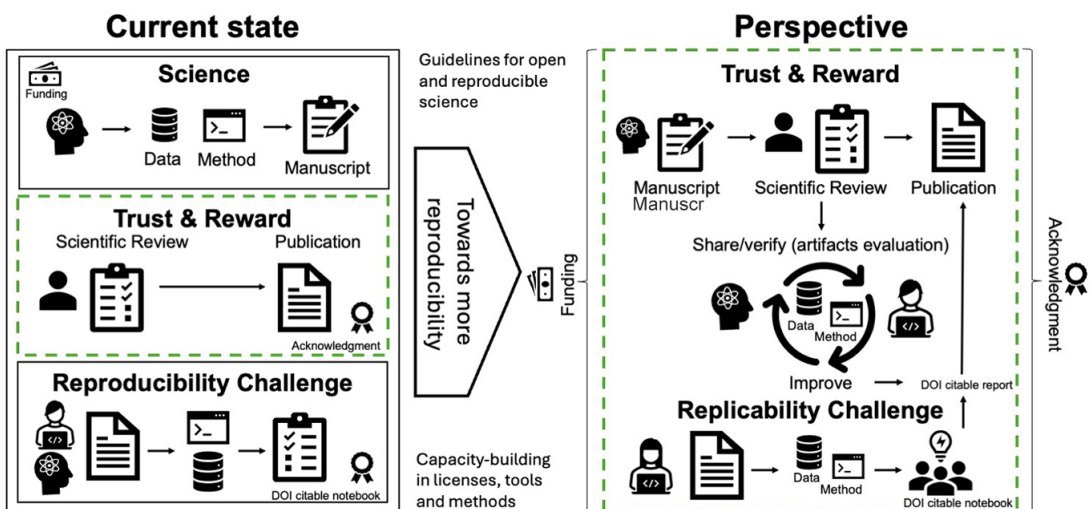 Current state
Science
Funding
Data
Method
Manuscript
Trust & Reward
Scientific Review
Publication
Acknowledgment
Reproducibility Challenge
>_
DOI citable notebook
Guidelines for open
and reproducible
science
Towards more
reproducibility
Capacity-building
in licenses, tools
and methods
Funding
Perspective
Trust & Reward
Manuscript
Manuscr
Scientific Review
Publication
Share/verify (artifacts evaluation)
Data
Method
Improve
DOI citable report
Replicability Challenge
Data
Method
DOI citable notebook
Acknowledgment